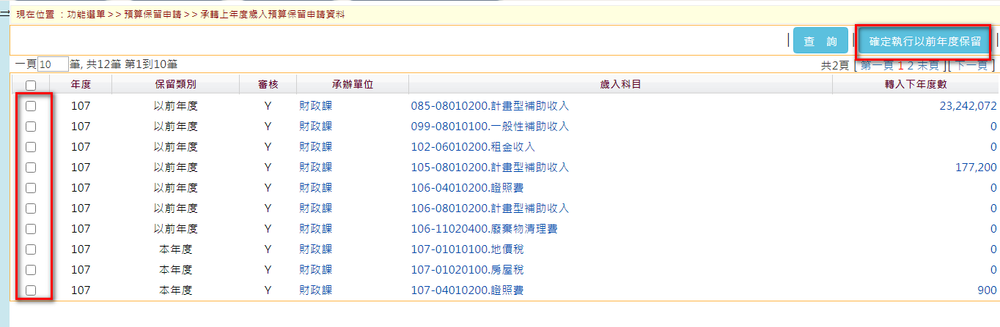 現在位置 ：功能選單 >> 預算保留申請 >> 承轉上年度歲入預算保留申請資料
查 詢 確定執行以前年度保留
一頁 10 筆, 共12筆 第1到10筆 共2頁 [ 第一頁 1 2 末頁 ][ 下一頁 ]
年度 保留類別 審核 承辦單位 歲入科目 轉入下年度數
107 以前年度 Y 財政課 085-08010200.計畫型補助收入 23,242,072
107 以前年度 Y 財政課 099-08010100.一般性補助收入 0
107 以前年度 Y 財政課 102-06010200.租金收入 0
107 以前年度 Y 財政課 105-08010200.計畫型補助收入 177,200
107 以前年度 Y 財政課 106-04010200.證照費 0
107 以前年度 Y 財政課 106-08010200.計畫型補助收入 0
107 以前年度 Y 財政課 106-11020400.廢棄物清理費 0
107 本年度 Y 財政課 107-01010100.地價稅 0
107 本年度 Y 財政課 107-01020100.房屋稅 0
107 本年度 Y 財政課 107-04010200.證照費 900